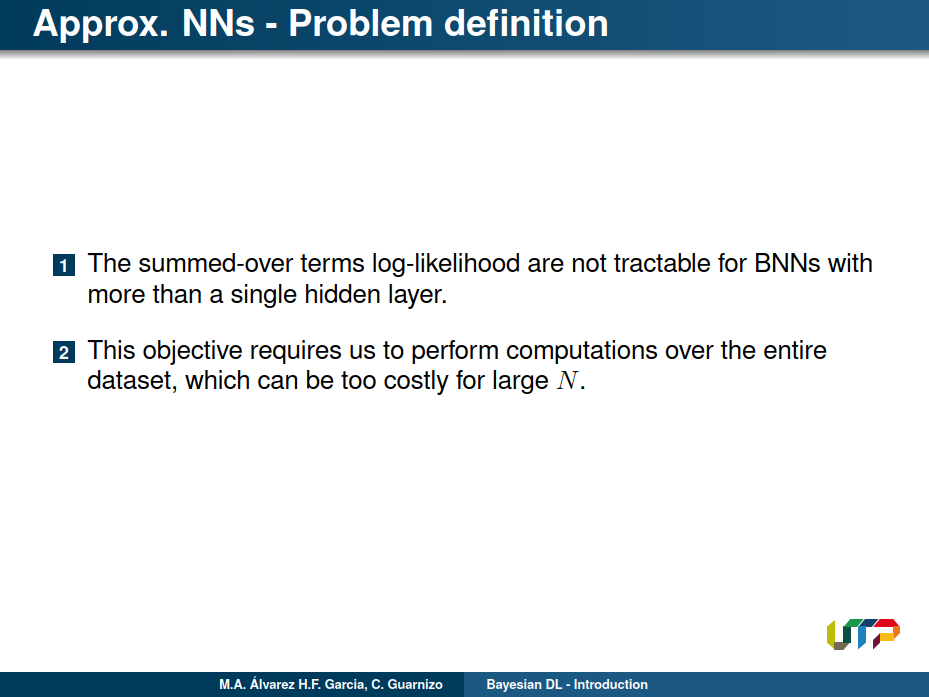 Approx. NNs - Problem definition
1 The summed-over terms log-likelihood are not tractable for BNNs with
more than a single hidden layer.
2 This objective requires us to perform computations over the entire
dataset, which can be too costly for large N.
UTP
M.A. Álvarez H.F. Garcia, C. Guarnizo
Bayesian DL - Introduction